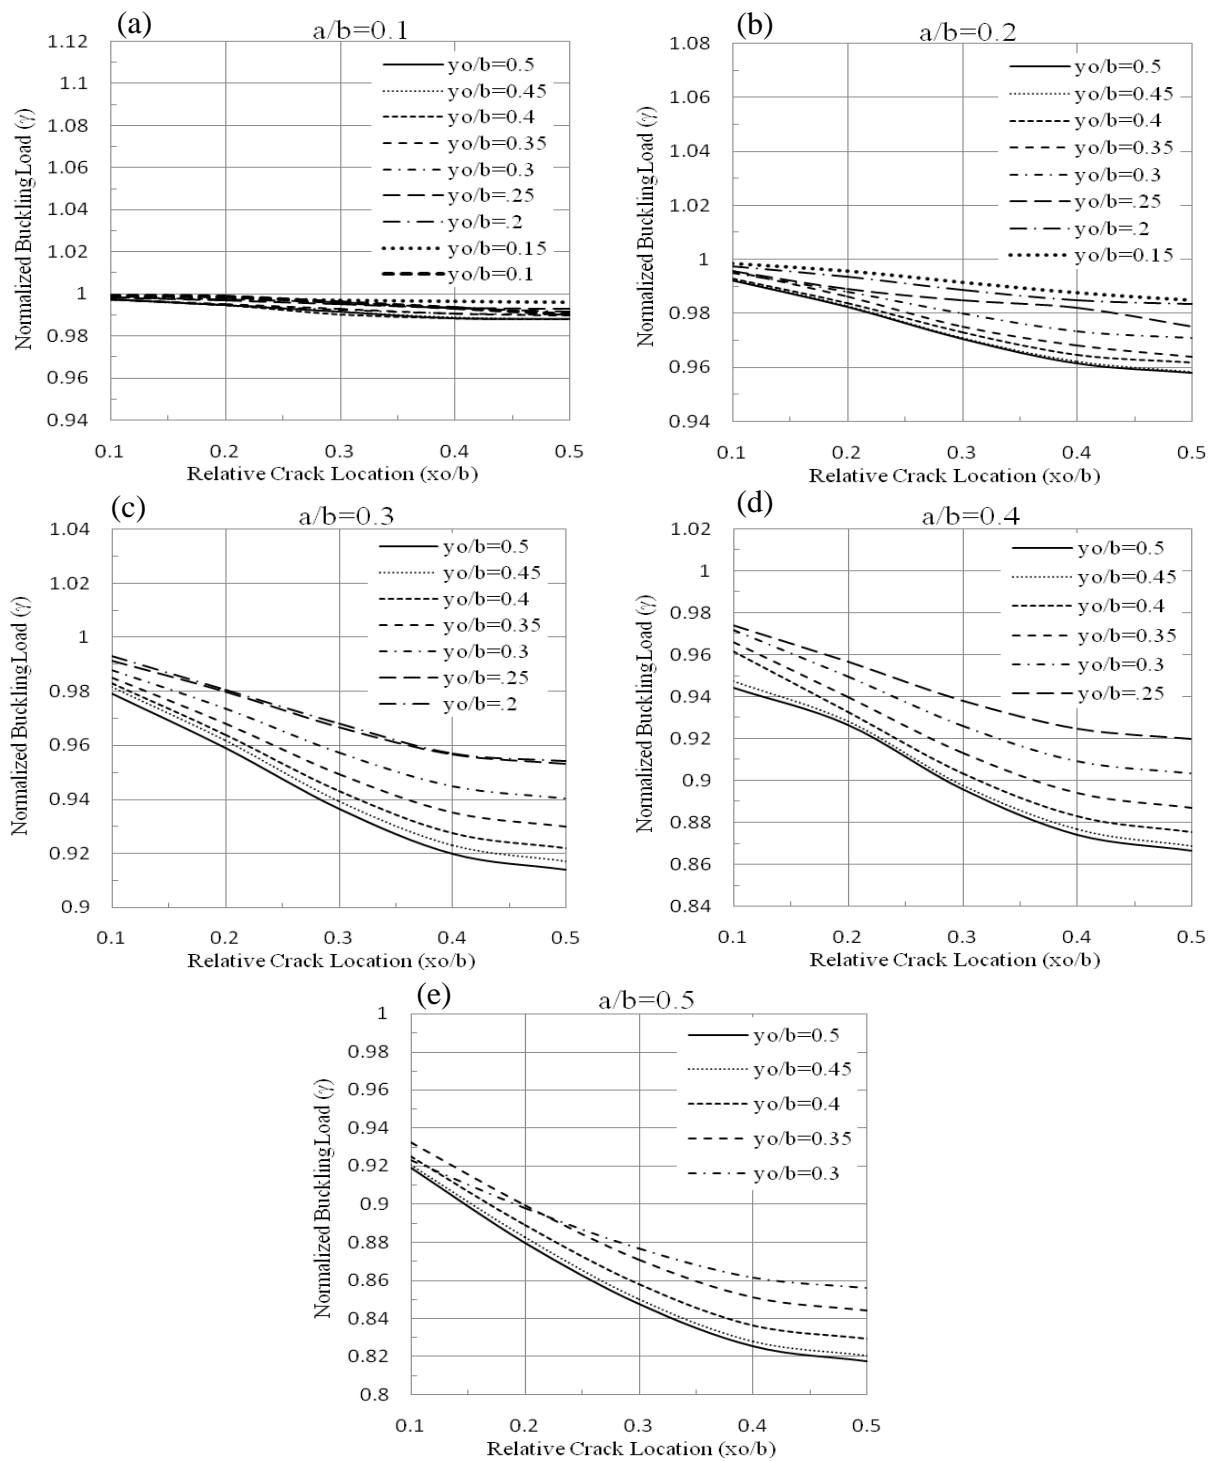 (a)
a/b=0.1
Normalized Buckling Load (γ)
1.12
1.1
1.08
1.06
1.04
1.02
1
0.98
0.96
0.94
yo/b=0.5
yo/b=0.45
yo/b=0.4
yo/b=0.35
yo/b=0.3
yo/b=.25
yo/b=.2
yo/b=0.15
yo/b=0.1
0.1 0.2 0.3 0.4 0.5
Relative Crack Location (xo/b)
(b)
a/b=0.2
Normalized Buckling Load (γ)
1.08
1.06
1.04
1.02
1
0.98
0.96
0.94
yo/b=0.5
yo/b=0.45
yo/b=0.4
yo/b=0.35
yo/b=0.3
yo/b=.25
yo/b=.2
yo/b=0.15
0.1 0.2 0.3 0.4 0.5
Relative Crack Location (xo/b)
(c)
a/b=0.3
Normalized Buckling Load (γ)
1.04
1.02
1
0.98
0.96
0.94
0.92
0.9
yo/b=0.5
yo/b=0.45
yo/b=0.4
yo/b=0.35
yo/b=0.3
yo/b=.25
yo/b=.2
0.1 0.2 0.3 0.4 0.5
Relative Crack Location (xo/b)
(d)
a/b=0.4
Normalized Buckling Load (γ)
1.02
1
0.98
0.96
0.94
0.92
0.9
0.88
0.86
0.84
yo/b=0.5
yo/b=0.45
yo/b=0.4
yo/b=0.35
yo/b=0.3
yo/b=.25
0.1 0.2 0.3 0.4 0.5
Relative Crack Location (xo/b)
(e)
a/b=0.5
Normalized Buckling Load (γ)
1
0.98
0.96
0.94
0.92
0.9
0.88
0.86
0.84
0.82
0.8
yo/b=0.5
yo/b=0.45
yo/b=0.4
yo/b=0.35
yo/b=0.3
0.1 0.2 0.3 0.4 0.5
Relative Crack Location (xo/b)